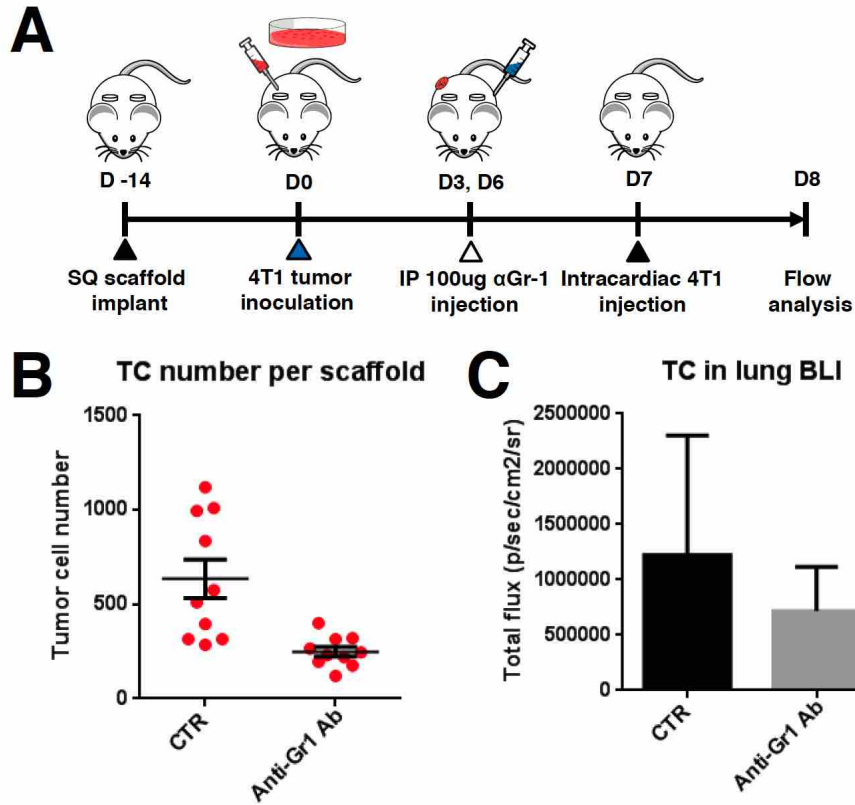 A
D -14
D0
D3, D6
D7
D8
SQ scaffold
implant
4T1 tumor
inoculation
IP 100ug αGr-1
injection
Intracardiac 4T1
injection
Flow
analysis
B
TC number per scaffold
Tumor cell number
1500
1000
500
0
CTR
Anti-Gr1 Ab
C
TC in lung BLI
Total flux (p/sec/cm2/sr)
2500000
2000000
1500000
1000000
500000
0
CTR
Anti-Gr1 Ab